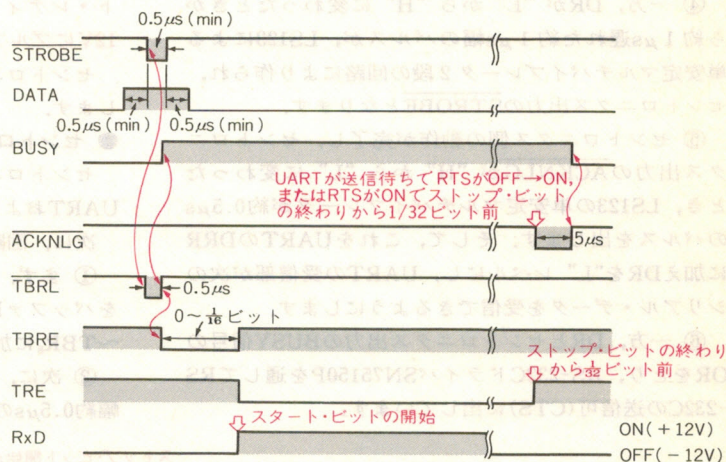 0.5μs(min)
STROBE
DATA
0.5μs(min)
0.5μs(min)
BUSY
UARTが送信待ちでRTSがOFF→ON,
またはRTSがONでストップ・ビット
の終わりから1/32ビット前
ACKNLG
5μs
TBRL
0.5μs
0〜1/16 ビット
TBRE
ストップ・ビットの終わり
から1/32ビット前
TRE
スタート・ビットの開始
RxD
ON(+12V)
OFF(−12V)